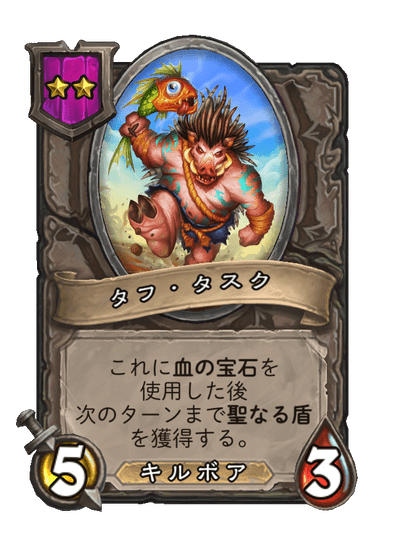 タフ・タスク
これに血の宝石を
使用した後
次のターンまで聖なる盾
を獲得する。
5
キルボア
3